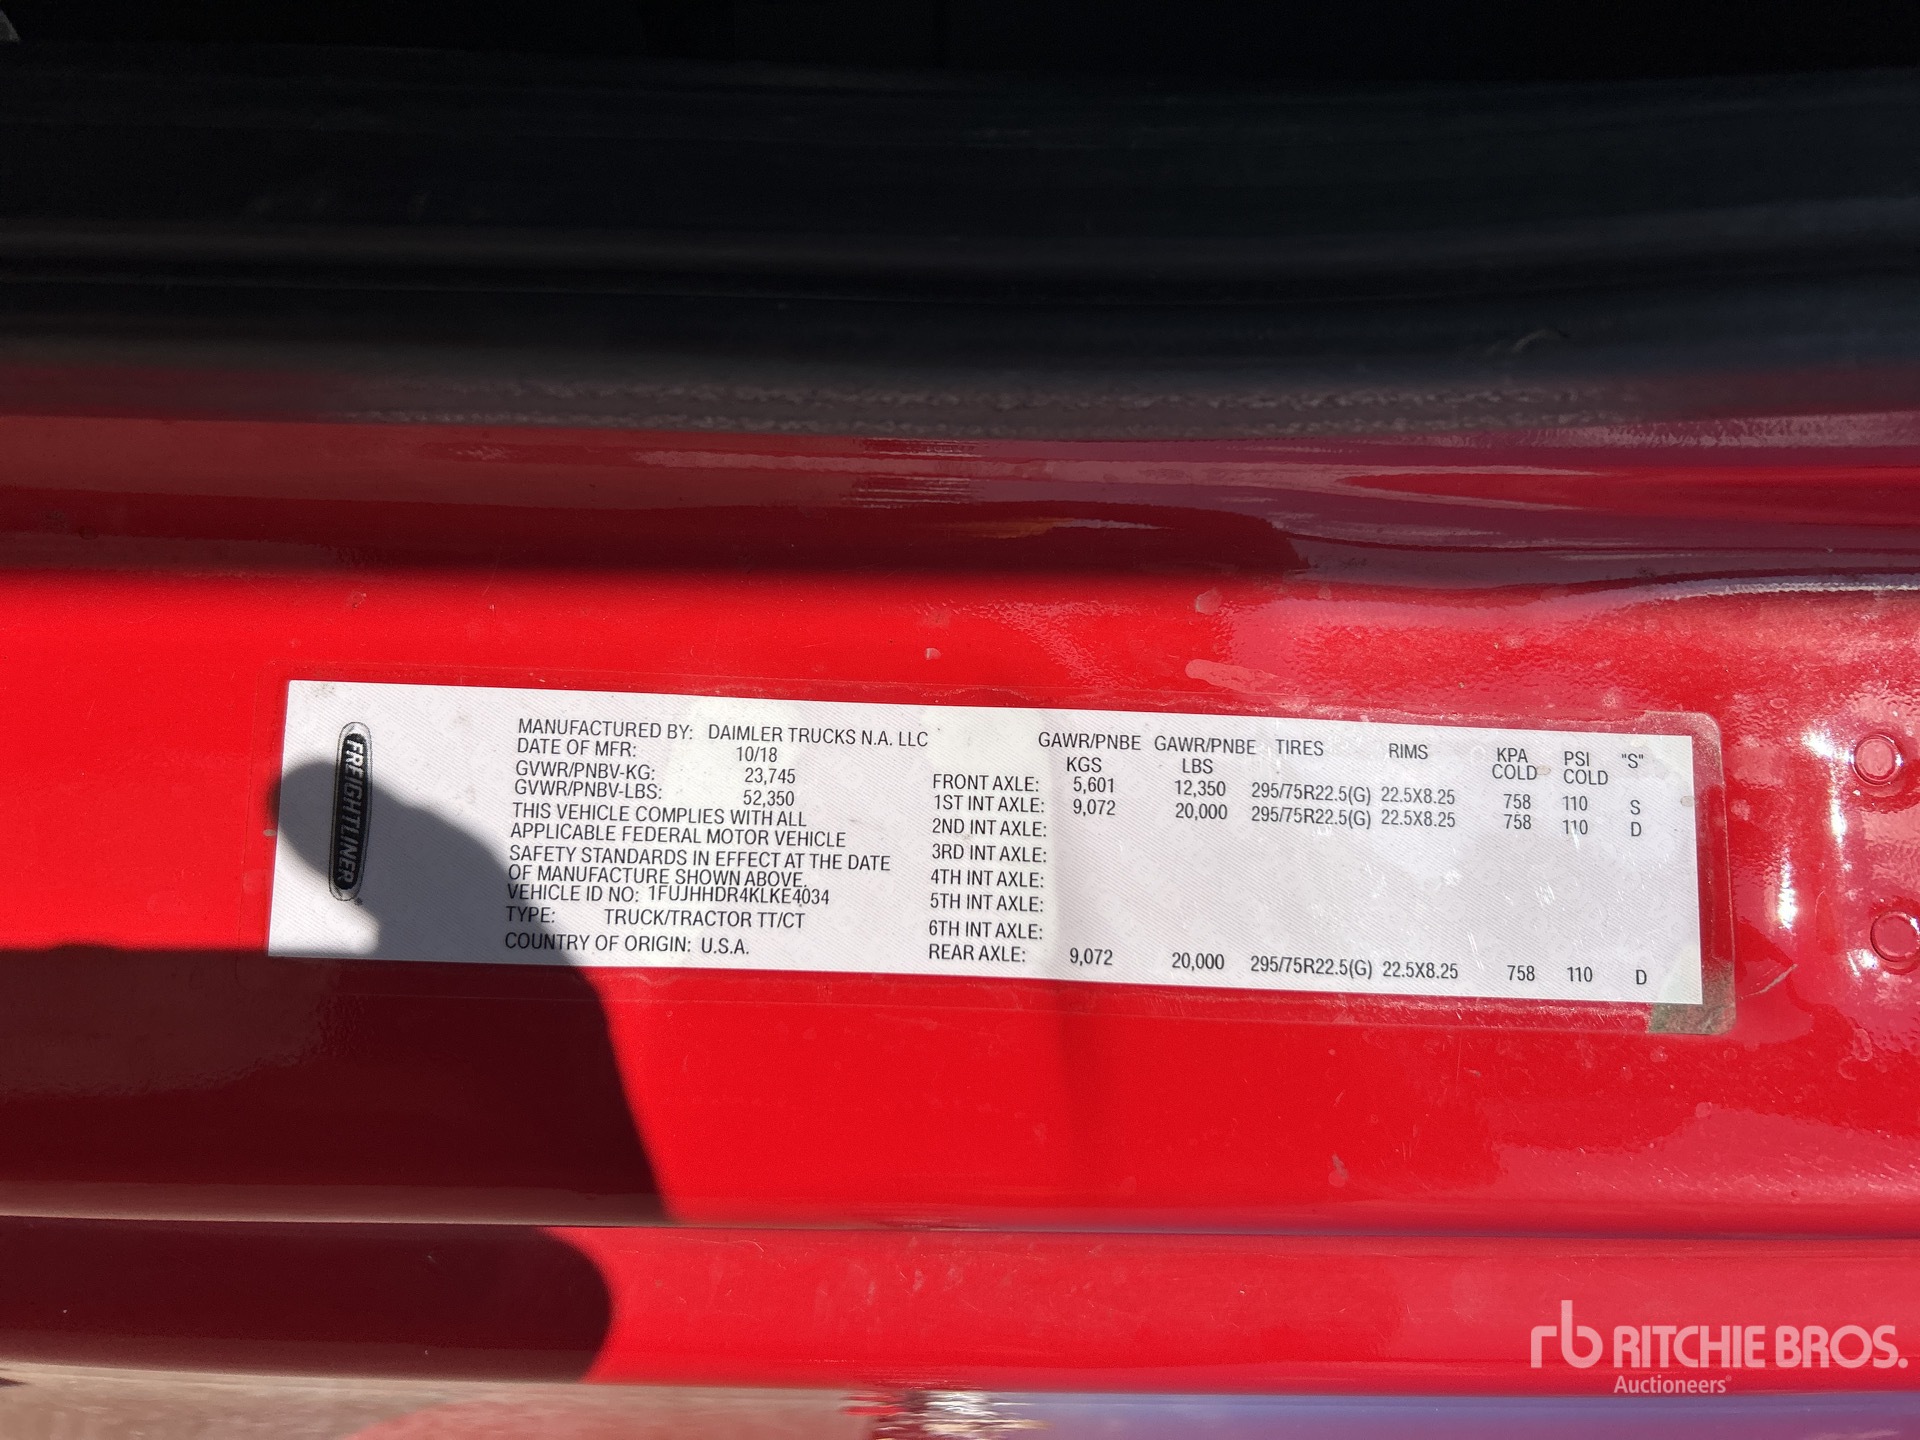 FREIGHTLINER
MANUFACTURED BY: DAIMLER TRUCKS N.A. LLC
DATE OF MFR: 10/18
GVWR/PNBV-KG: 23,745
GVWR/PNBV-LBS: 52,350
THIS VEHICLE COMPLIES WITH ALL
APPLICABLE FEDERAL MOTOR VEHICLE
SAFETY STANDARDS IN EFFECT AT THE DATE
OF MANUFACTURE SHOWN ABOVE.
VEHICLE ID NO: 1FUJHHDR4KLKE4034
TYPE: TRUCK/TRACTOR TT/CT
COUNTRY OF ORIGIN: U.S.A.
GAWR/PNBE KGS GAWR/PNBE LBS TIRES RIMS KPA COLD PSI COLD "S"
FRONT AXLE: 5,601 12,350 295/75R22.5(G) 22.5X8.25 758 110 S
1ST INT AXLE: 9,072 20,000 295/75R22.5(G) 22.5X8.25 758 110 D
2ND INT AXLE:
3RD INT AXLE:
4TH INT AXLE:
5TH INT AXLE:
6TH INT AXLE:
REAR AXLE: 9,072 20,000 295/75R22.5(G) 22.5X8.25 758 110 D
rb RITCHIE BROS.
Auctioneers